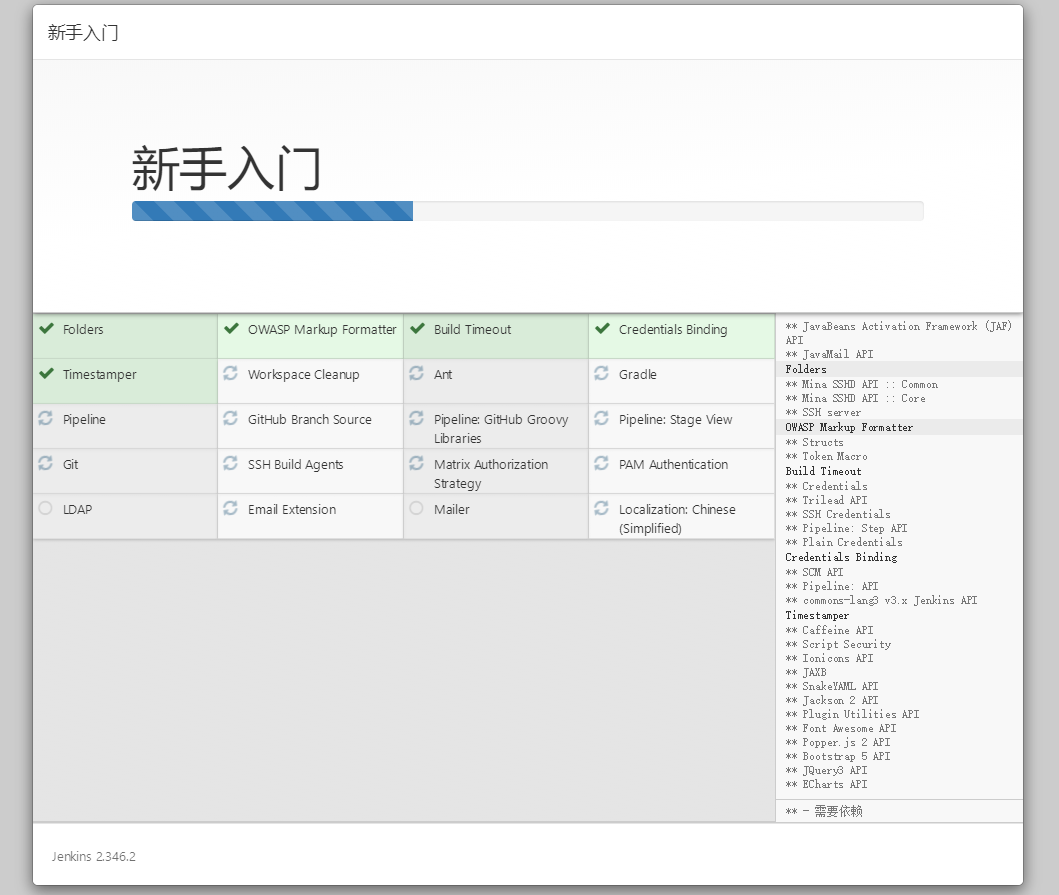 新手入门
新手入门
Folders
OWASP Markup Formatter
Build Timeout
Credentials Binding
Timestamper
Workspace Cleanup
Ant
Gradle
Pipeline
GitHub Branch Source
Pipeline: GitHub Groovy
Libraries
Pipeline: Stage View
Git
SSH Build Agents
Matrix Authorization
Strategy
PAM Authentication
LDAP
Email Extension
Mailer
Localization: Chinese
(Simplified)
** JavaBeans Activation Framework (JAF)
API
** JavaMail API
Folders
** Mina SSHD API :: Common
** Mina SSHD API :: Core
** SSH server
OWASP Markup Formatter
** Structs
** Token Macro
Build Timeout
** Credentials
** Trilead API
** SSH Credentials
** Pipeline: Step API
** Plain Credentials
Credentials Binding
** SCM API
** Pipeline: API
** commons-lang3 v3.x Jenkins API
Timestamper
** Caffeine API
** Script Security
** Ionicons API
** JAXB
** SnakeYAML API
** Jackson 2 API
** Plugin Utilities API
** Font Awesome API
** Popper.js 2 API
** Bootstrap 5 API
** JQuery3 API
** ECharts API
** - 需要依赖
Jenkins 2.346.2